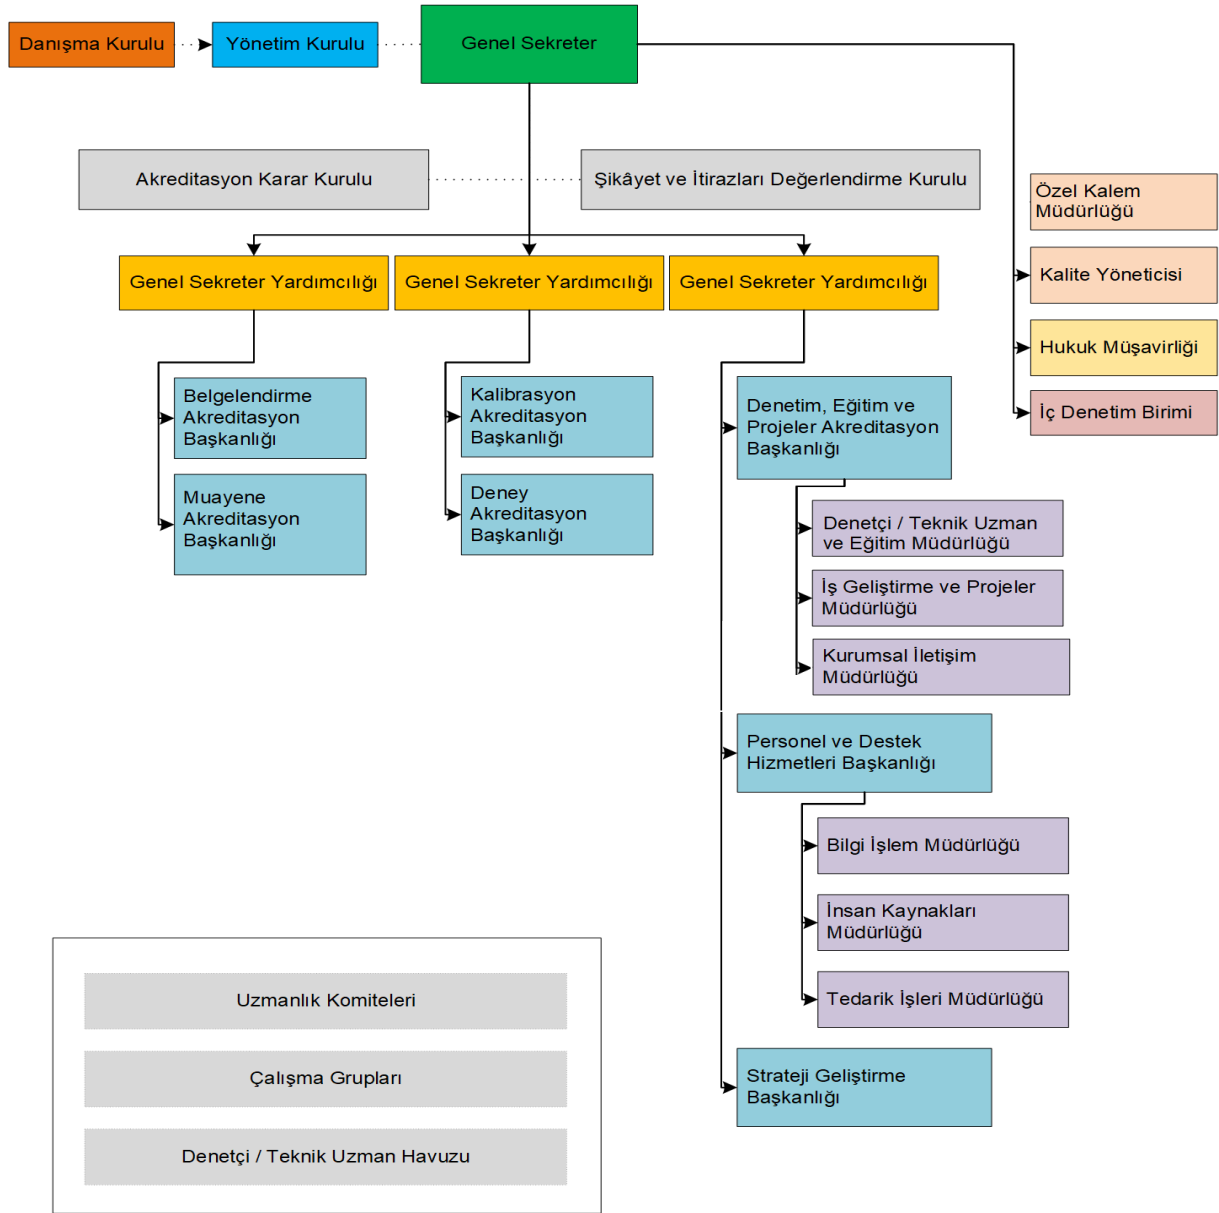 Danışma Kurulu
Yönetim Kurulu
Genel Sekreter
Akreditasyon Karar Kurulu
Şikâyet ve İtirazları Değerlendirme Kurulu
Özel Kalem
Müdürlüğü
Kalite Yöneticisi
Hukuk Müşavirliği
İç Denetim Birimi
Genel Sekreter Yardımcılığı
Genel Sekreter Yardımcılığı
Genel Sekreter Yardımcılığı
Belgelendirme
Akreditasyon
Başkanlığı
Muayene
Akreditasyon
Başkanlığı
Kalibrasyon
Akreditasyon
Başkanlığı
Deney
Akreditasyon
Başkanlığı
Denetim, Eğitim ve
Projeler Akreditasyon
Başkanlığı
Denetçi / Teknik Uzman
ve Eğitim Müdürlüğü
İş Geliştirme ve Projeler
Müdürlüğü
Kurumsal İletişim
Müdürlüğü
Personel ve Destek
Hizmetleri Başkanlığı
Bilgi İşlem Müdürlüğü
İnsan Kaynakları
Müdürlüğü
Tedarik İşleri Müdürlüğü
Strateji Geliştirme
Başkanlığı
Uzmanlık Komiteleri
Çalışma Grupları
Denetçi / Teknik Uzman Havuzu